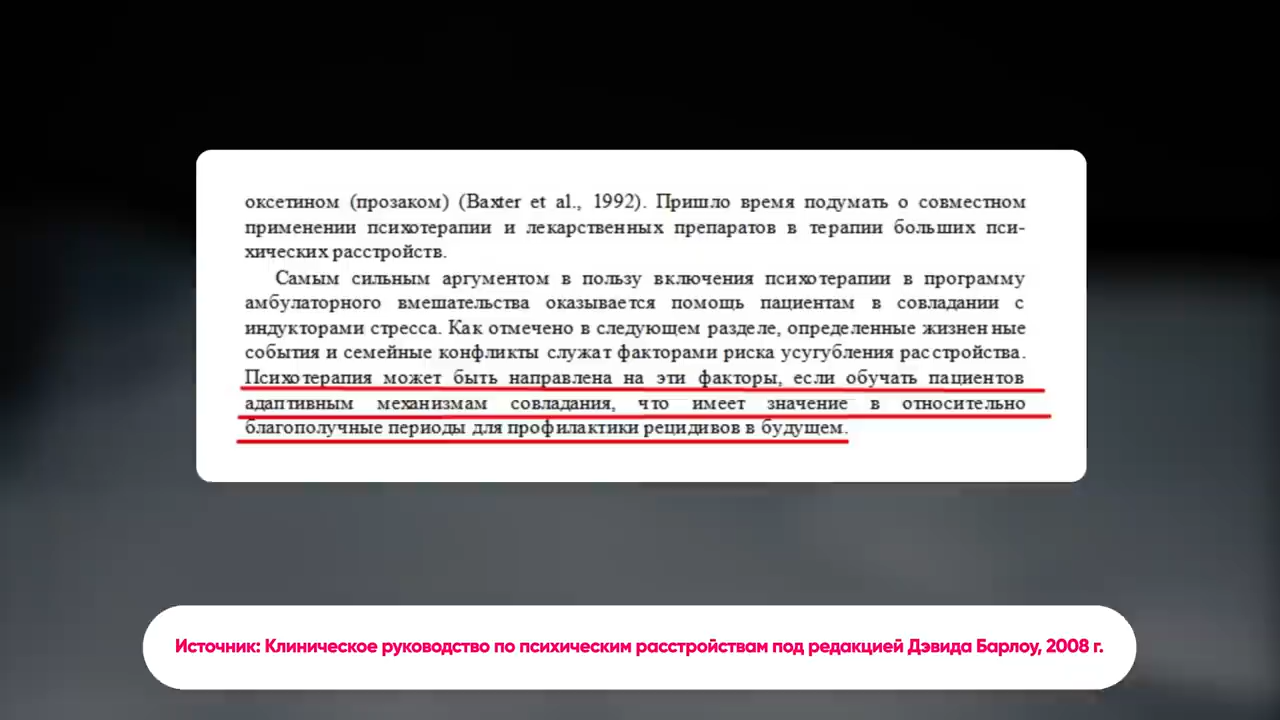 оксетином (прозаком) (Baxter et al., 1992). Пришло время подумать о совместном
применении психотерапии и лекарственных препаратов в терапии больших пси-
хических расстройств.
Самым сильным аргументом в пользу включения психотерапии в программу
амбулаторного вмешательства оказывается помощь пациентам в совладании с
индукторами стресса. Как отмечено в следующем разделе, определенные жизненные
события и семейные конфликты служат факторами риска усугубления расстройства.
Психотерапия может быть направлена на эти факторы, если обучать пациентов
адаптивным механизмам совладания, что имеет значение в относительно
благополучные периоды для профилактики рецидивов в будущем.
Источник: Клиническое руководство по психическим расстройствам под редакцией Дэвида Барлоу, 2008 г.